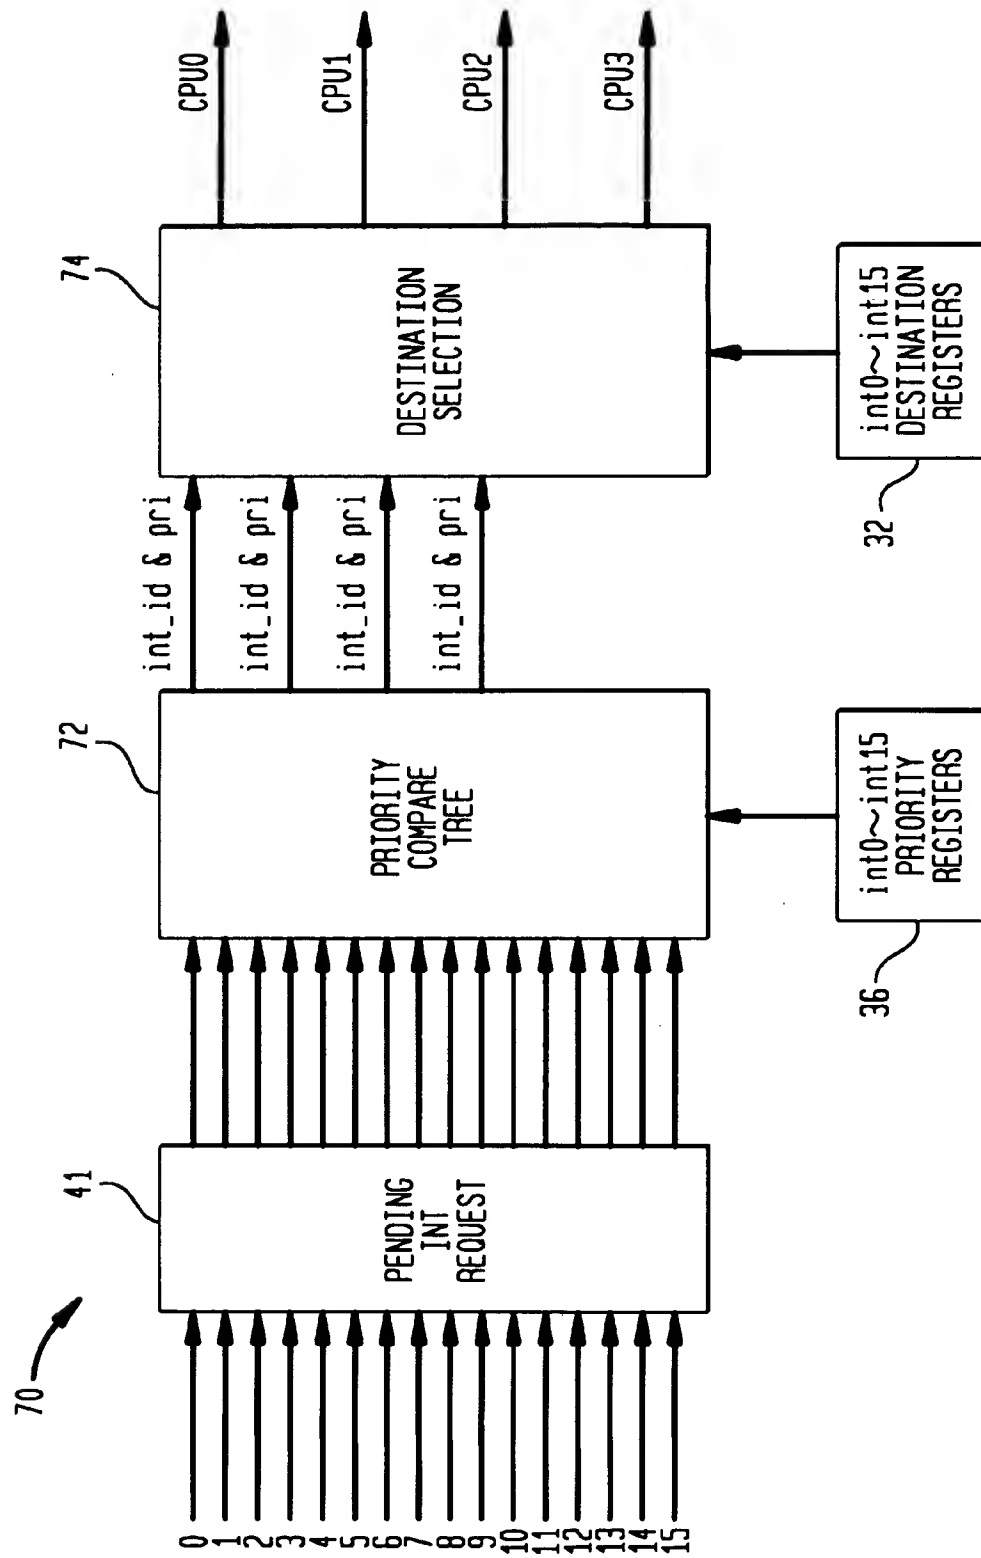 70
0
1
2
3
4
5
6
7
8
9
10
11
12
13
14
15
41
PENDING
INT
REQUEST
72
PRIORITY
COMPARE
TREE
int0~int15
PRIORITY
REGISTERS
36
int_id & pri
int_id & pri
int_id & pri
int_id & pri
74
DESTINATION
SELECTION
int0~int15
DESTINATION
REGISTERS
32
CPU0
CPU1
CPU2
CPU3